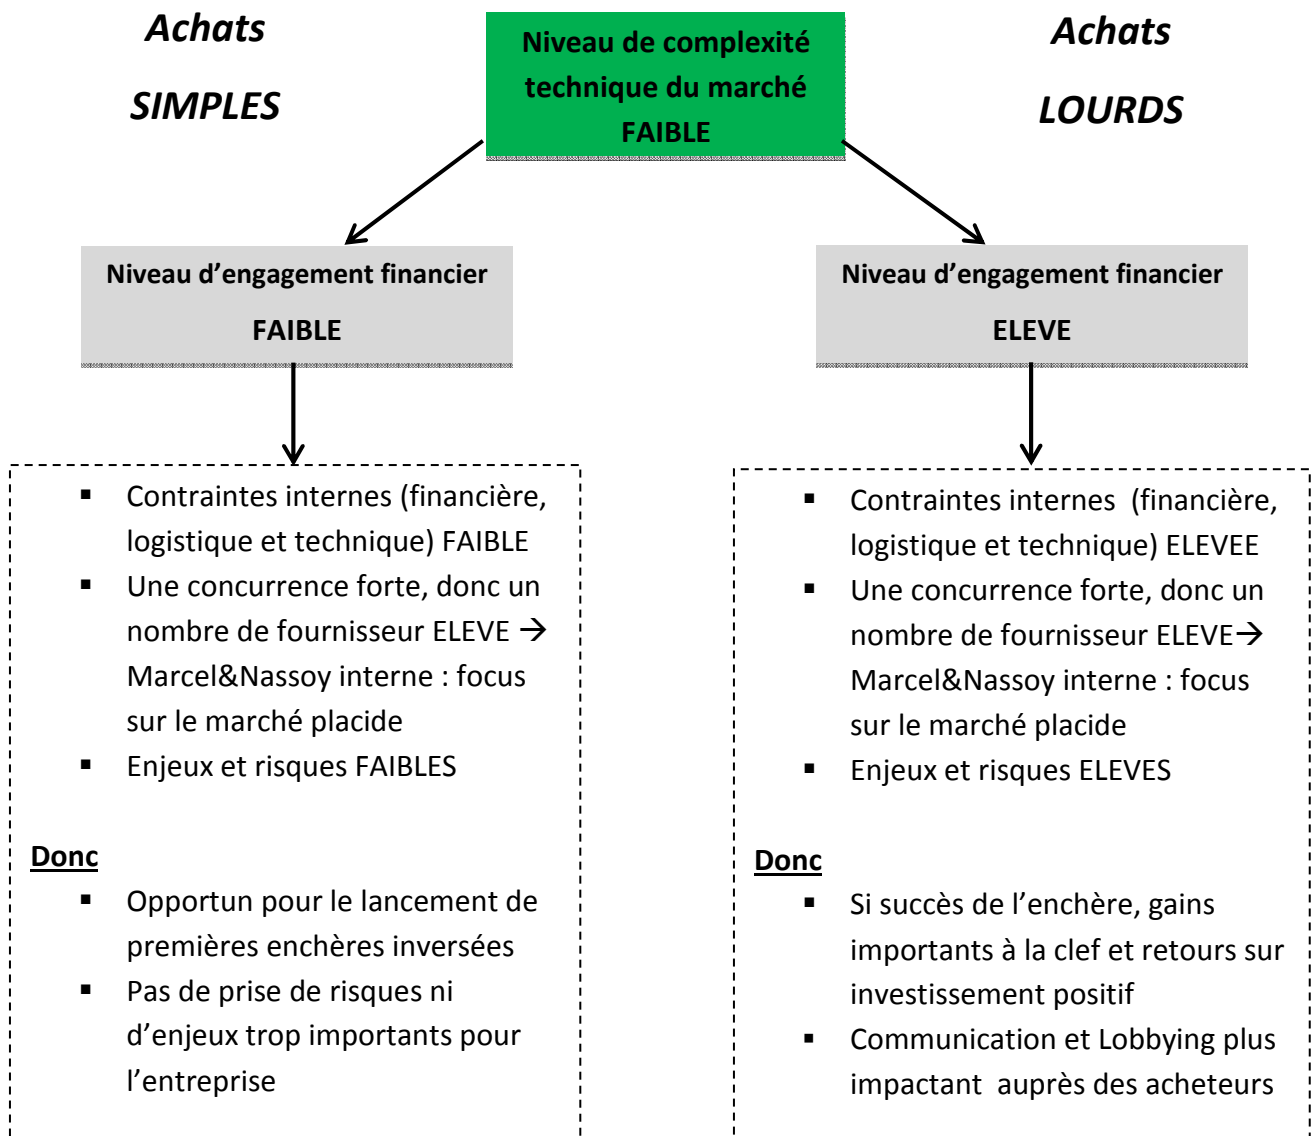 Achats
SIMPLES
Niveau de complexité
technique du marché
FAIBLE
Achats
LOURDS
Niveau d’engagement financier
FAIBLE
Niveau d’engagement financier
ELEVE
▪ Contraintes internes (financière,
logistique et technique) FAIBLE
▪ Une concurrence forte, donc un
nombre de fournisseur ELEVE →
Marcel&Nassoy interne : focus
sur le marché placide
▪ Enjeux et risques FAIBLES
Donc
▪ Opportun pour le lancement de
premières enchères inversées
▪ Pas de prise de risques ni
d’enjeux trop importants pour
l’entreprise
▪ Contraintes internes (financière,
logistique et technique) ELEVEE
▪ Une concurrence forte, donc un
nombre de fournisseur ELEVE→
Marcel&Nassoy interne : focus
sur le marché placide
▪ Enjeux et risques ELEVES
Donc
▪ Si succès de l’enchère, gains
importants à la clef et retours sur
investissement positif
▪ Communication et Lobbying plus
impactant auprès des acheteurs